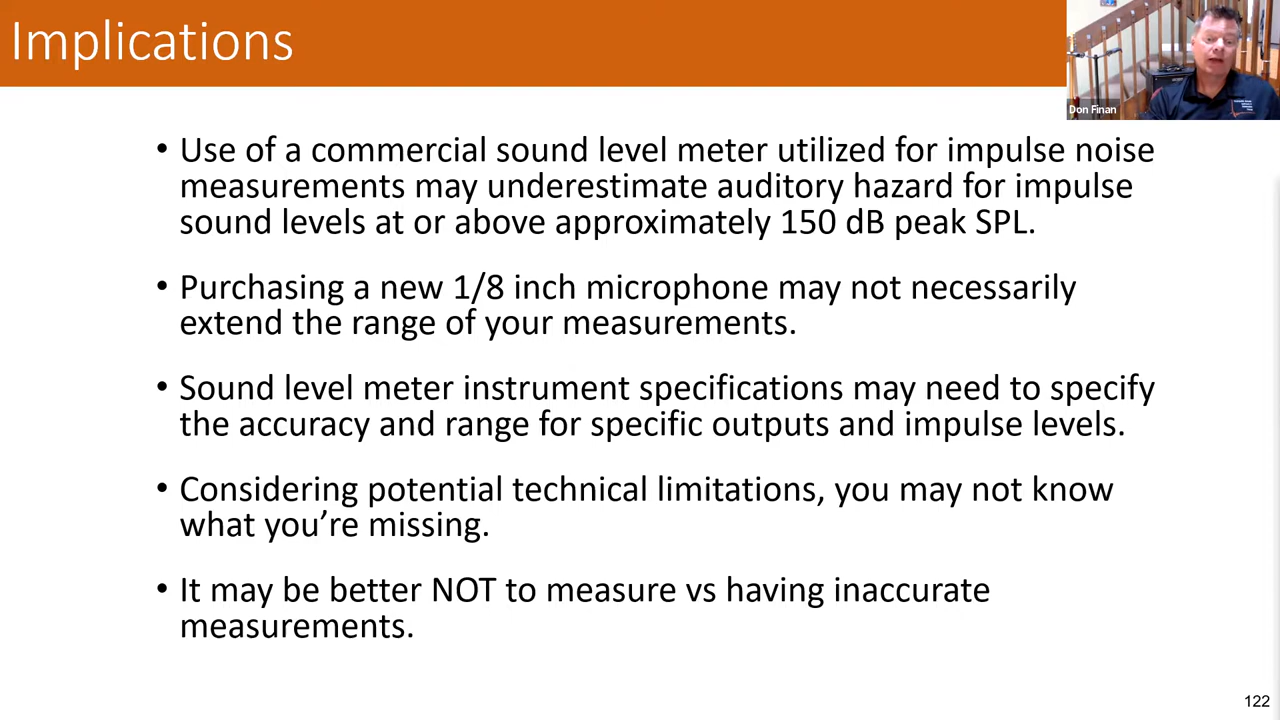 Implications
Don Finan
• Use of a commercial sound level meter utilized for impulse noise
measurements may underestimate auditory hazard for impulse
sound levels at or above approximately 150 dB peak SPL.
• Purchasing a new 1/8 inch microphone may not necessarily
extend the range of your measurements.
• Sound level meter instrument specifications may need to specify
the accuracy and range for specific outputs and impulse levels.
• Considering potential technical limitations, you may not know
what you’re missing.
• It may be better NOT to measure vs having inaccurate
measurements.
122